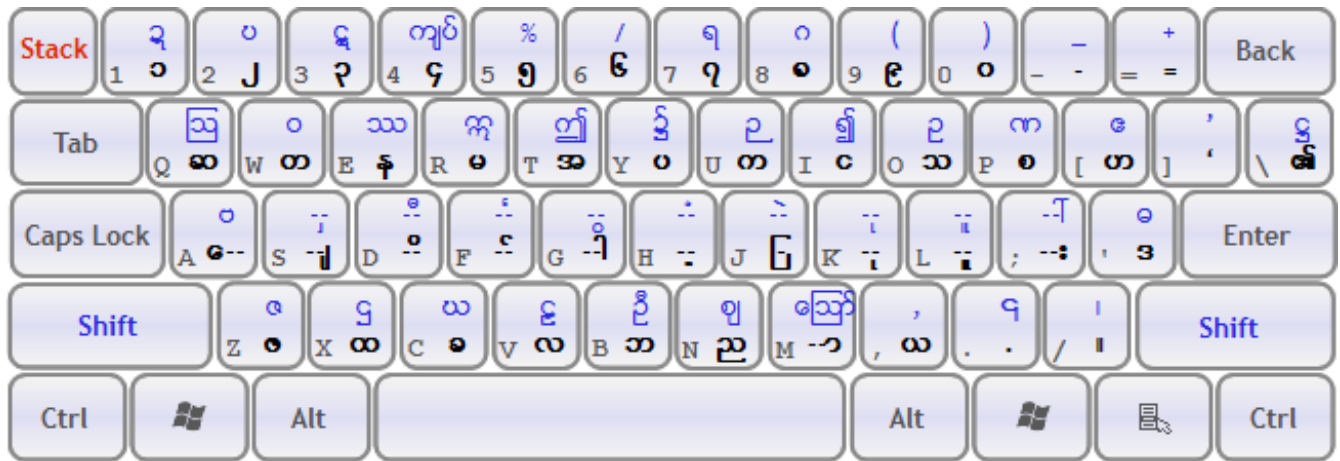 Stack ဍ % / ရ ဂ ( ) _ + Back
1 ၁ 2 ၂ 3 ၃ 4 ကျပ် ၄ 5 ၅ 6 ၆ 7 ၇ 8 ၈ 9 ၉ 0 ၀ - - = =
Tab ဩ ဝ ဿ ဣ ဤ ၌ ဉ ၍ ဥ ဏ ဧ ’
Q ဆ W တ E န R မ T အ Y ပ U က I င O သ P စ [ ဟ ] ‘ \ ၏
Caps Lock ဗ ှ ီ ္ ွ ံ ဲ ု ူ ါ် ဓ Enter
A ေ S ျ D ိ F ် G ါ H ့ J ြ K ု L ူ ; း ' ဒ
Shift ဇ ဌ ဃ ဠ ဦ ဈ ဪ , ၎ ၊ Shift
Z ဖ X ထ C ခ V လ B ဘ N ည M ာ , ယ . . / ။
Ctrl Alt Alt Ctrl